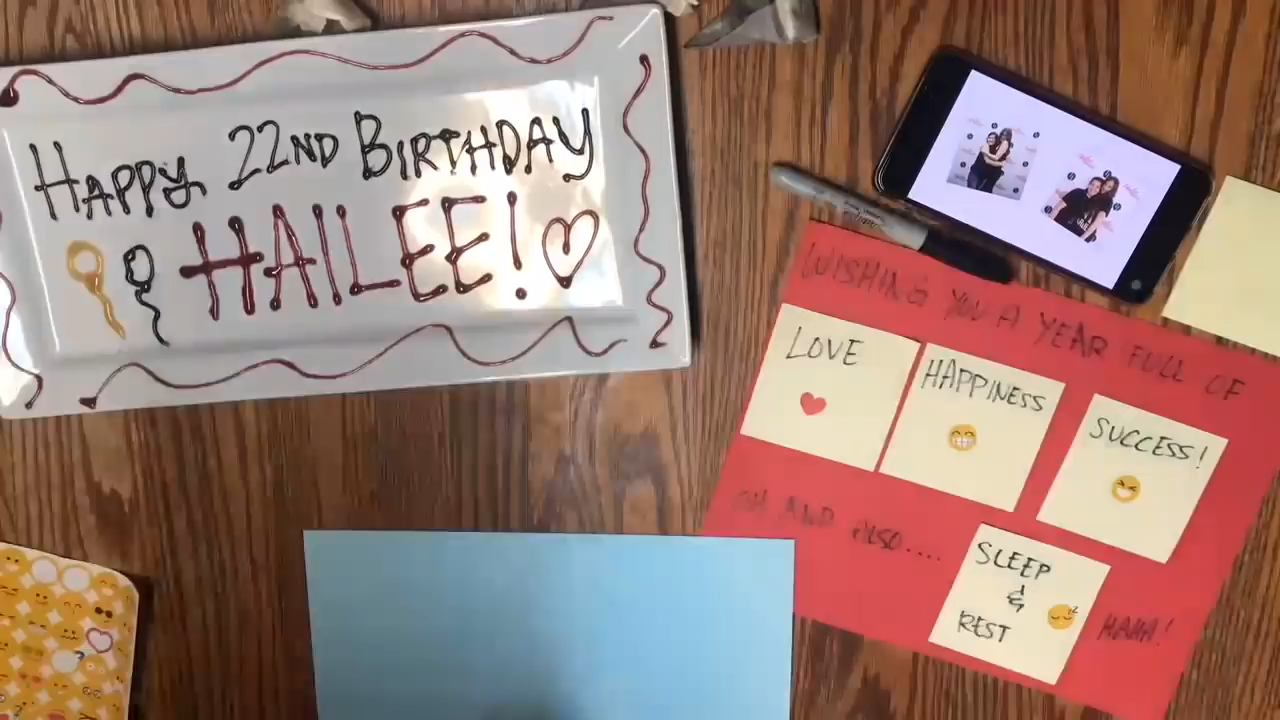 HAPPY 22ND BIRTHDAY
HAILEE!
WISHING YOU A YEAR FULL OF
LOVE
HAPPINESS
SUCCESS!
OH AND ALSO....
SLEEP
&
REST
HAHA!